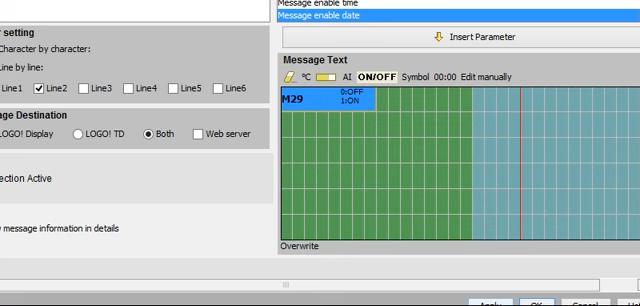 Message enable time
Message enable date
Insert Parameter
r setting
Character by character:
Line by line:
Line1 Line2 Line3 Line4 Line5 Line6
age Destination
LOGO! Display LOGO! TD Both Web server
ection Active
message information in details
Message Text
°C AI ON/OFF Symbol 00:00 Edit manually
M29 0:OFF
1:ON
Overwrite
Apply OK Cancel